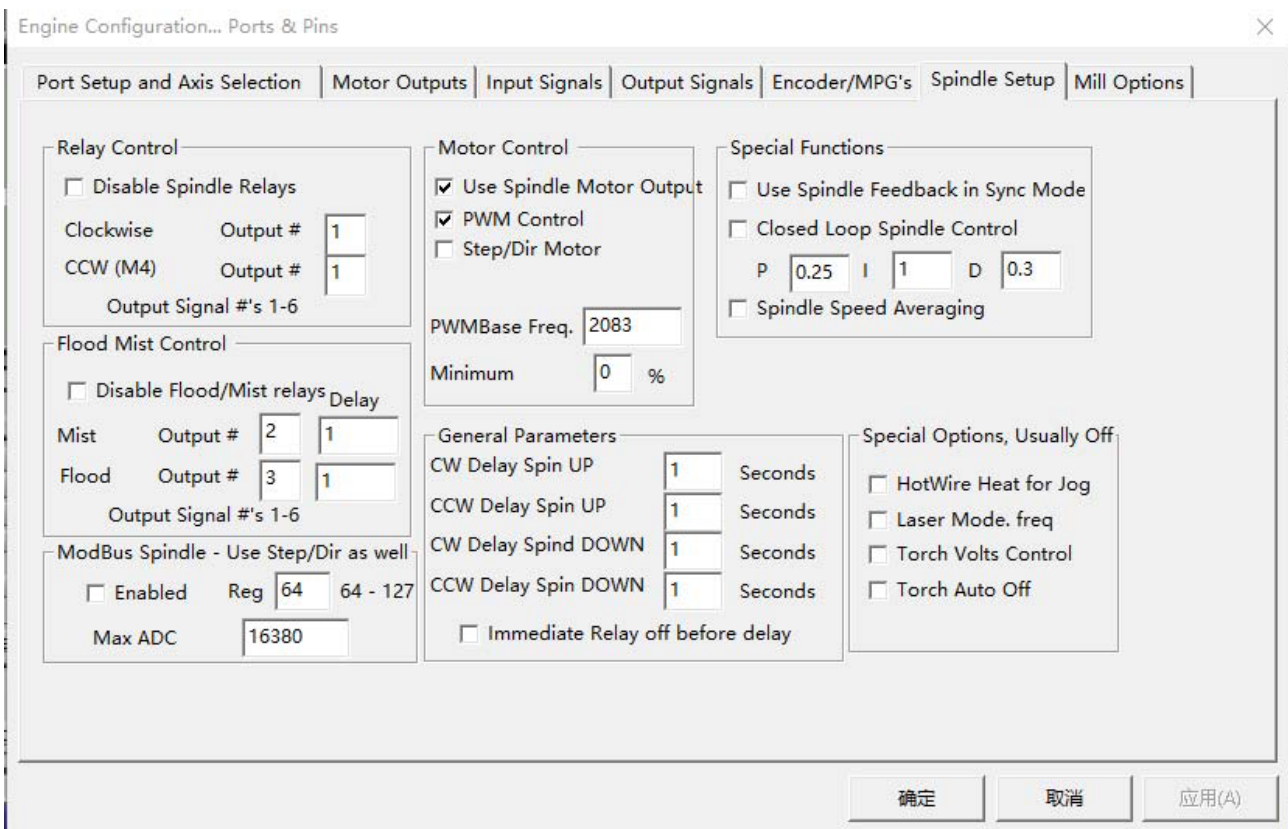 Engine Configuration... Ports & Pins
Port Setup and Axis Selection Motor Outputs Input Signals Output Signals Encoder/MPG's Spindle Setup Mill Options
Relay Control
Disable Spindle Relays
Clockwise Output # 1
CCW (M4) Output # 1
Output Signal #'s 1-6
Flood Mist Control
Disable Flood/Mist relays Delay
Mist Output # 2 1
Flood Output # 3 1
Output Signal #'s 1-6
ModBus Spindle - Use Step/Dir as well
Enabled Reg 64 64 - 127
Max ADC 16380
Motor Control
Use Spindle Motor Output
PWM Control
Step/Dir Motor
PWMBase Freq. 2083
Minimum 0 %
General Parameters
CW Delay Spin UP 1 Seconds
CCW Delay Spin UP 1 Seconds
CW Delay Spind DOWN 1 Seconds
CCW Delay Spin DOWN 1 Seconds
Immediate Relay off before delay
Special Functions
Use Spindle Feedback in Sync Mode
Closed Loop Spindle Control
P 0.25 I 1 D 0.3
Spindle Speed Averaging
Special Options, Usually Off
HotWire Heat for Jog
Laser Mode. freq
Torch Volts Control
Torch Auto Off
确定 取消 应用(A)